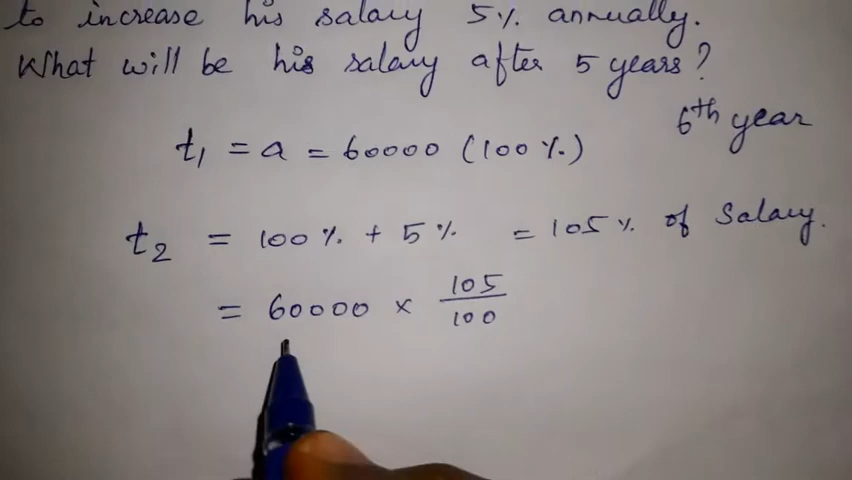 to increase his salary 5% annually.
What will be his salary after 5 years?
6th year
t1 = a = 60000 (100%)
t2 = 100% + 5% = 105% of Salary.
= 60000 × 105/100